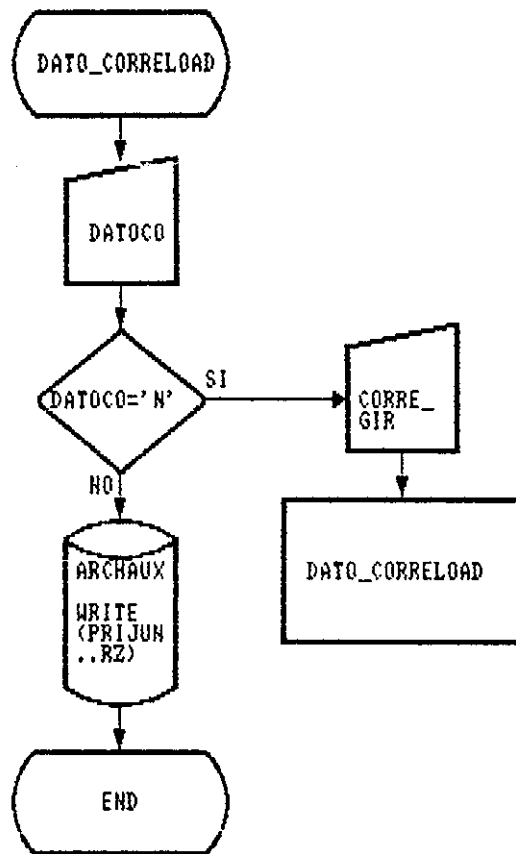 DATO_CORRELOAD
DATOCO
DATOCO='N'
SI
CORRE_
GIR
NO
DATO_CORRELOAD
ARCHAUX
WRITE
(PRIJUN
..RZ)
END